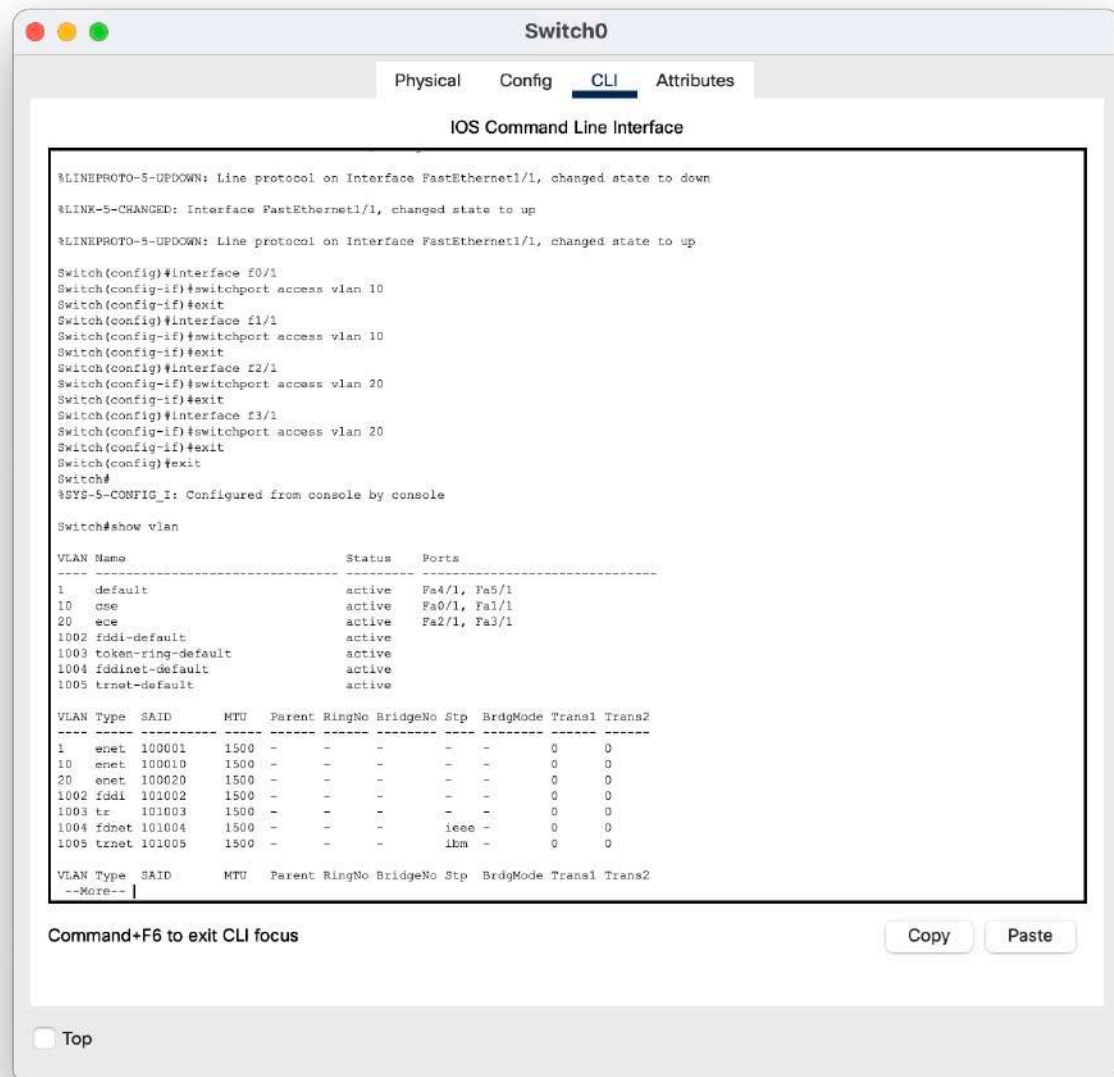 Switch0
Physical Config CLI Attributes
IOS Command Line Interface
%LINEPROTO-5-UPDOWN: Line protocol on Interface FastEthernet1/1, changed state to down
%LINK-5-CHANGED: Interface FastEthernet1/1, changed state to up
%LINEPROTO-5-UPDOWN: Line protocol on Interface FastEthernet1/1, changed state to up
Switch(config)#interface f0/1
Switch(config-if)#switchport access vlan 10
Switch(config-if)#exit
Switch(config)#interface f1/1
Switch(config-if)#switchport access vlan 10
Switch(config-if)#exit
Switch(config)#interface f2/1
Switch(config-if)#switchport access vlan 20
Switch(config-if)#exit
Switch(config)#interface f3/1
Switch(config-if)#switchport access vlan 20
Switch(config-if)#exit
Switch(config)#exit
Switch#
%SYS-5-CONFIG_I: Configured from console by console
Switch#show vlan
VLAN Name Status Ports
---- -------------------------------- --------- -------------------------------
1 default active Fa4/1, Fa5/1
10 cse active Fa0/1, Fa1/1
20 ece active Fa2/1, Fa3/1
1002 fddi-default active
1003 token-ring-default active
1004 fddinet-default active
1005 trnet-default active
VLAN Type SAID MTU Parent RingNo BridgeNo Stp BrdgMode Trans1 Trans2
---- ----- ---------- ----- ------ ------ -------- ---- -------- ------ ------
1 enet 100001 1500 - - - - - 0 0
10 enet 100010 1500 - - - - - 0 0
20 enet 100020 1500 - - - - - 0 0
1002 fddi 101002 1500 - - - - - 0 0
1003 tr 101003 1500 - - - - - 0 0
1004 fdnet 101004 1500 - - - ieee - 0 0
1005 trnet 101005 1500 - - - ibm - 0 0
VLAN Type SAID MTU Parent RingNo BridgeNo Stp BrdgMode Trans1 Trans2
--More--
Command+F6 to exit CLI focus
Copy Paste
Top